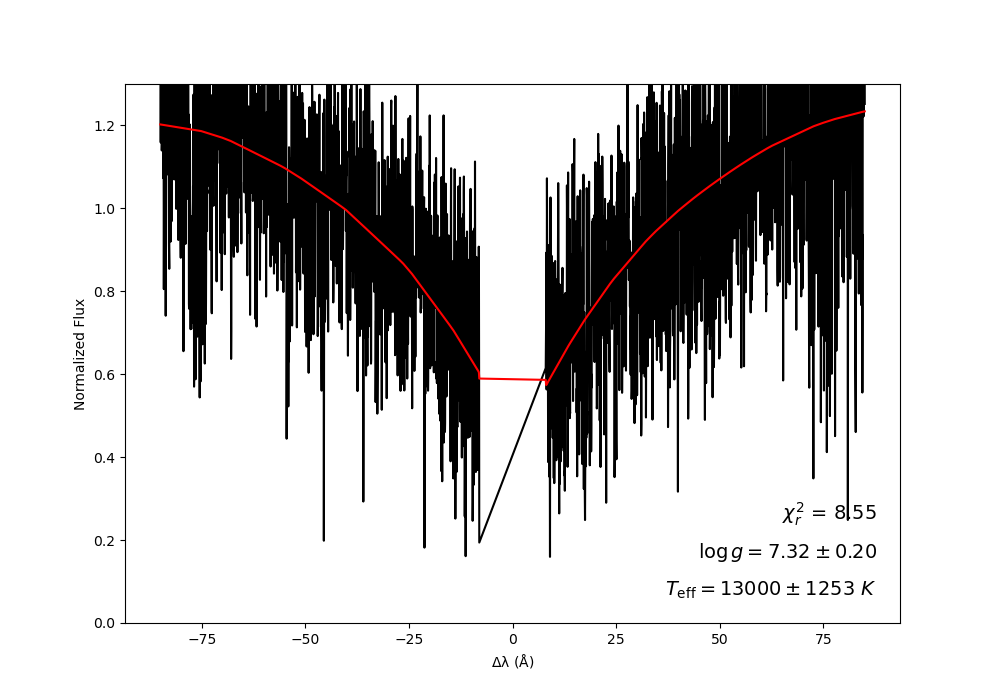 1.2
1.0
0.8
0.6
0.4
0.2
0.0
Normalized Flux
χ²ᵣ = 8.55
log g = 7.32 ± 0.20
T_eff = 13000 ± 1253 K
−75 −50 −25 0 25 50 75
Δλ (Å)